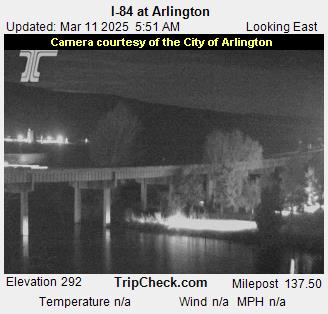 I-84 at Arlington
Updated: Mar 11 2025 5:51 AM Looking East
Camera courtesy of the City of Arlington
Elevation 292 TripCheck.com Milepost 137.50
Temperature n/a Wind n/a MPH n/a